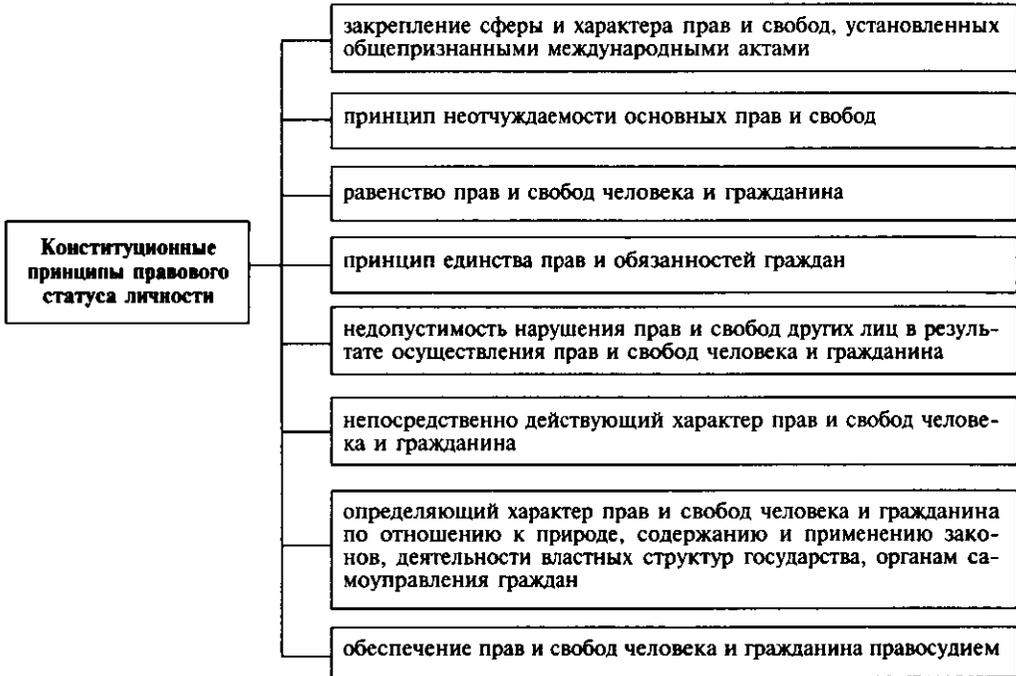 Конституционные
принципы правового
статуса личности
закрепление сферы и характера прав и свобод, установленных
общепризнанными международными актами
принцип неотчуждаемости основных прав и свобод
равенство прав и свобод человека и гражданина
принцип единства прав и обязанностей граждан
недопустимость нарушения прав и свобод других лиц в резуль-
тате осуществления прав и свобод человека и гражданина
непосредственно действующий характер прав и свобод челове-
ка и гражданина
определяющий характер прав и свобод человека и гражданина
по отношению к природе, содержанию и применению зако-
нов, деятельности властных структур государства, органам са-
моуправления граждан
обеспечение прав и свобод человека и гражданина правосудием